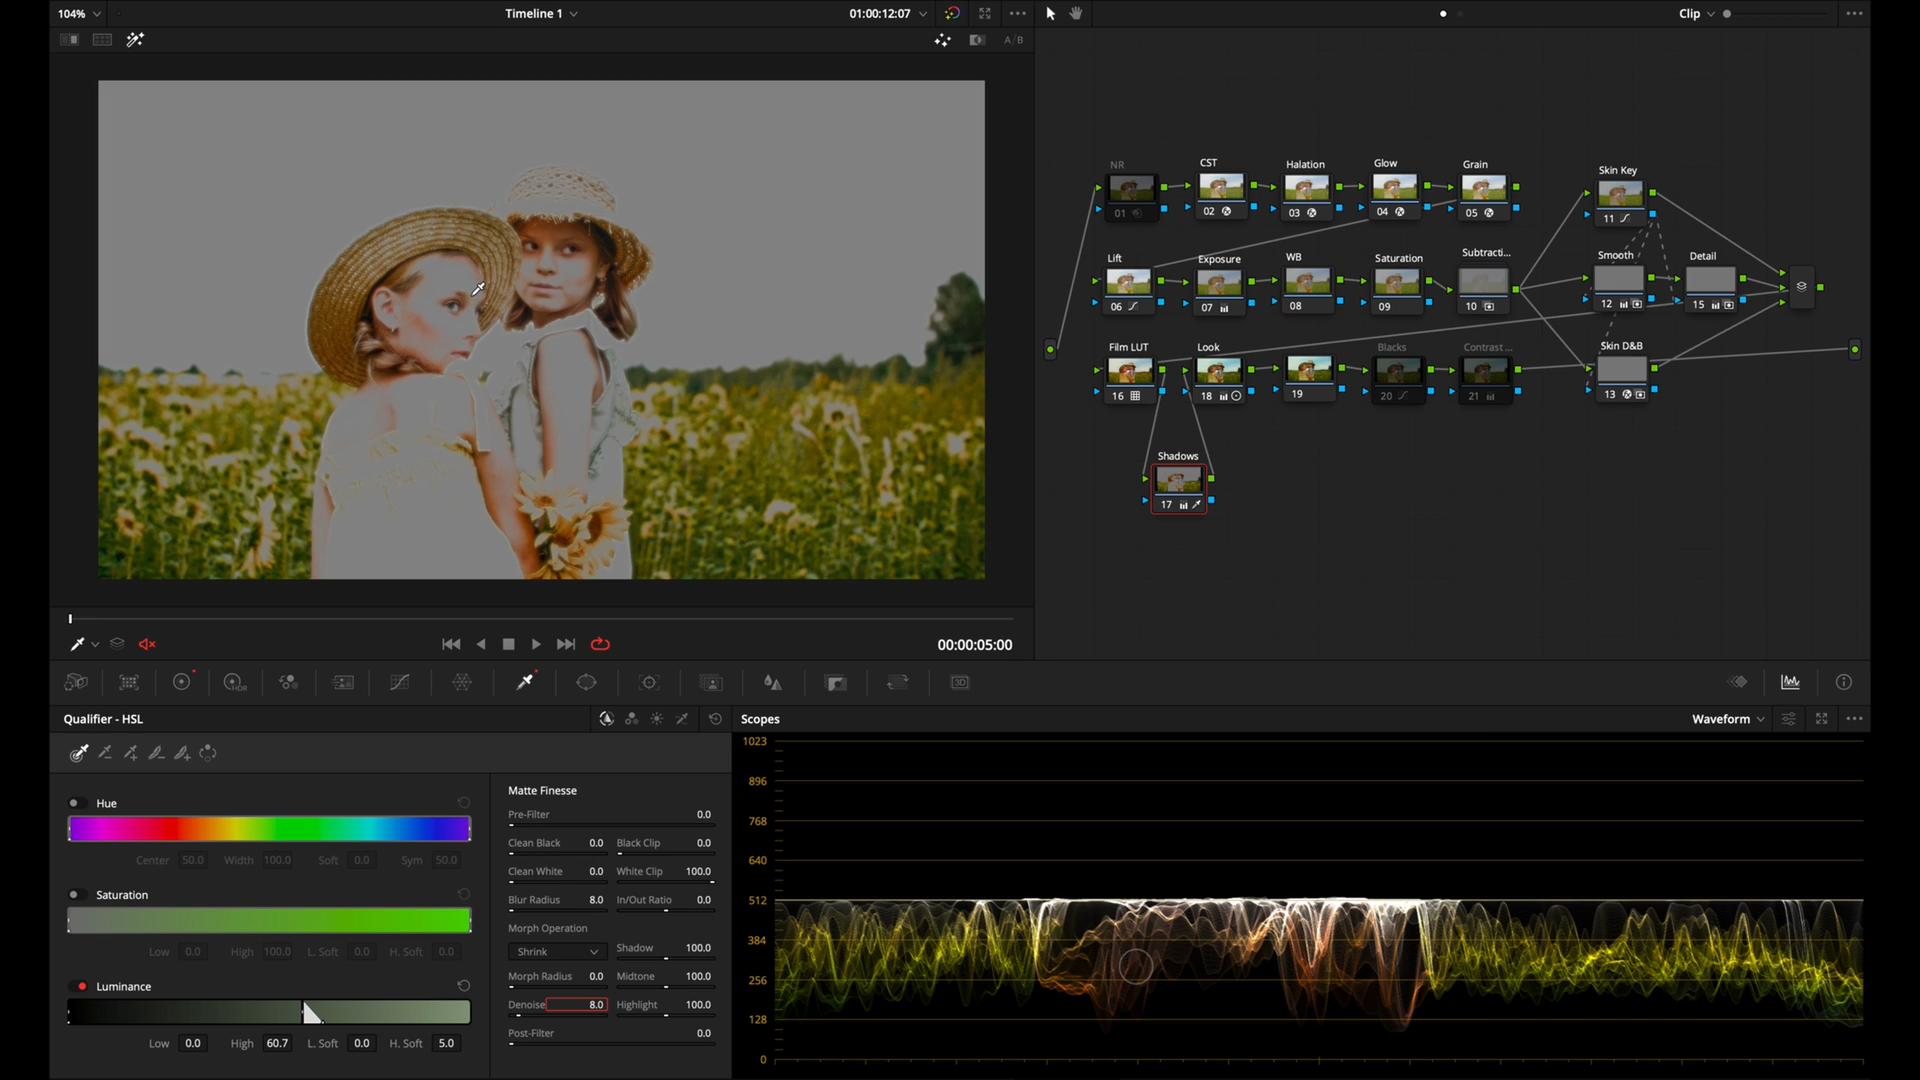 104%
Timeline 1
01:00:12:07
Clip
A/B
NR
CST
Halation
Glow
Grain
Skin Key
01
02
03
04
05
11
Lift
Exposure
WB
Saturation
Subtracti...
Smooth
Detail
06
07
08
09
10
12
15
Film LUT
Look
Blacks
Contrast ...
Skin D&B
16
18
19
20
21
13
Shadows
17
00:00:05:00
HDR
3D
Qualifier - HSL
Scopes
Waveform
Hue
Center 50.0 Width 100.0 Soft 0.0 Sym 50.0
Saturation
Low 0.0 High 100.0 L. Soft 0.0 H. Soft 0.0
Luminance
Low 0.0 High 60.7 L. Soft 0.0 H. Soft 5.0
Matte Finesse
Pre-Filter 0.0
Clean Black 0.0 Black Clip 0.0
Clean White 0.0 White Clip 100.0
Blur Radius 8.0 In/Out Ratio 0.0
Morph Operation
Shrink Shadow 100.0
Morph Radius 0.0 Midtone 100.0
Denoise 8.0 Highlight 100.0
Post-Filter 0.0
1023
896
768
640
512
384
256
128
0